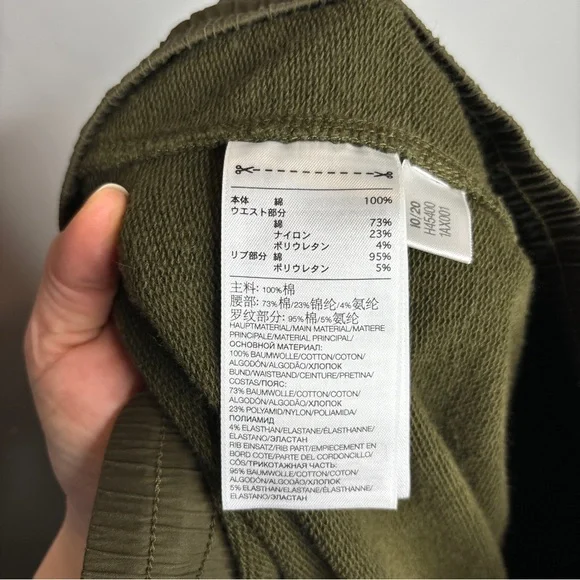 本体 綿 100%
ウエスト部分
綿 73%
ナイロン 23%
ポリウレタン 4%
リブ部分 綿 95%
ポリウレタン 5%
主料: 100%棉
腰部: 73%棉/23%锦纶/4%氨纶
罗纹部分: 95%棉/5%氨纶
HAUPTMATERIAL/MAIN MATERIAL/MATIERE
PRINCIPALE/MATERIAL PRINCIPAL/
ОСНОВНОЙ МАТЕРИАЛ:
100% BAUMWOLLE/COTTON/COTON/
ALGODÓN/ALGODÃO/ХЛОПОК
BUND/WAISTBAND/CEINTURE/PRETINA/
COSTAS/ПОЯС:
73% BAUMWOLLE/COTTON/COTON/
ALGODÓN/ALGODÃO/ХЛОПОК
23% POLYAMID/NYLON/POLIAMIDA/
ПОЛИАМИД
4% ELASTHAN/ELASTANE/ÉLASTHANNE/
ELASTANO/ЭЛАСТАН
RIB EINSATZ/RIB PART/EMPIECEMENT EN
BORD COTE/PARTE DEL CORDONCILLO/
CÓS/ТРИКОТАЖНАЯ ЧАСТЬ:
95% BAUMWOLLE/COTTON/COTON/
ALGODÓN/ALGODÃO/ХЛОПОК
5% ELASTHAN/ELASTANE/ÉLASTHANNE/
ELASTANO/ЭЛАСТАН
10/20
HA5400
1AX001